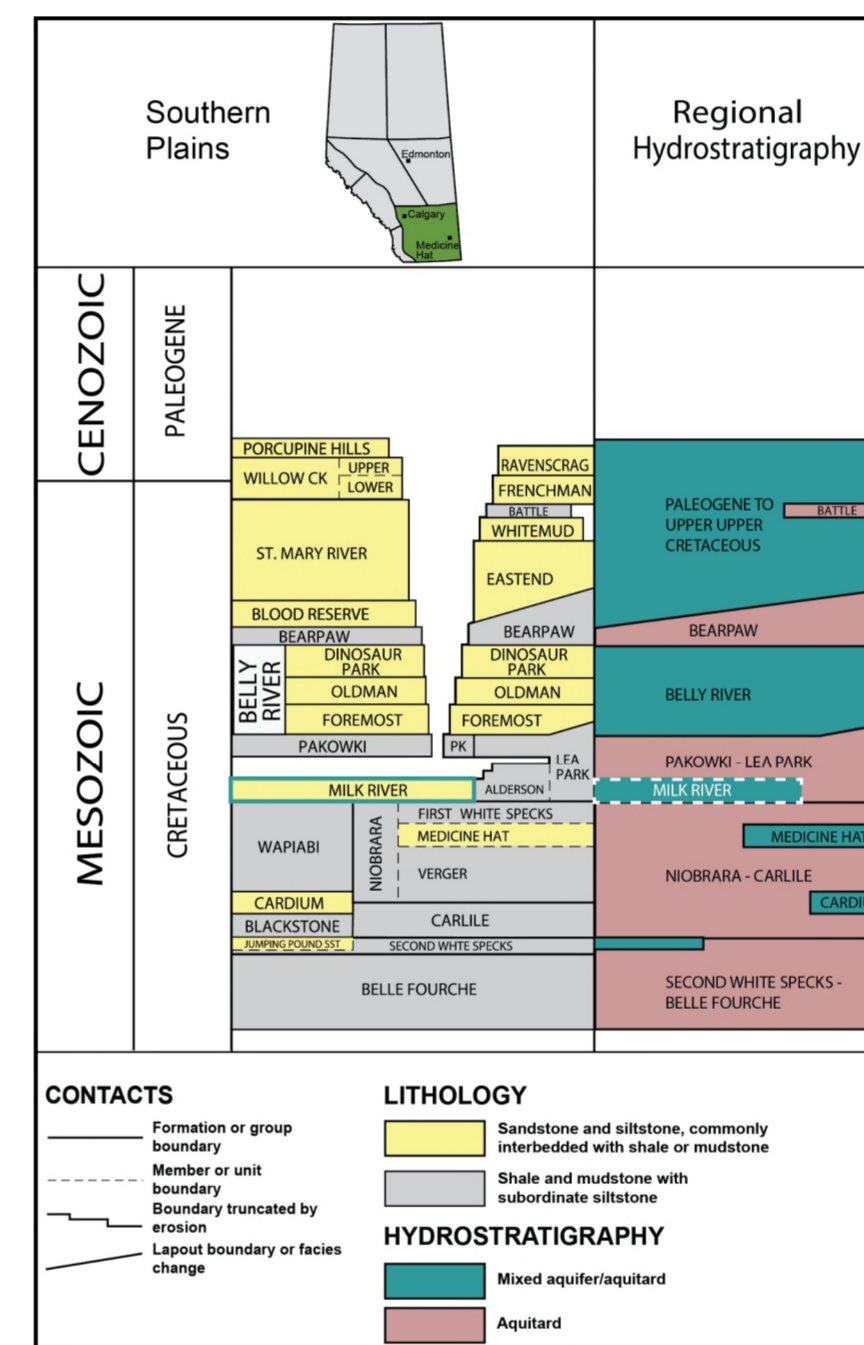 Southern
Plains
Edmonton
Calgary
Medicine
Hat
Regional
Hydrostratigraphy
CENOZOIC
PALEOGENE
MESOZOIC
CRETACEOUS
PORCUPINE HILLS
WILLOW CK
UPPER
LOWER
ST. MARY RIVER
BLOOD RESERVE
BEARPAW
BELLY
RIVER
DINOSAUR
PARK
OLDMAN
FOREMOST
PAKOWKI
MILK RIVER
WAPIABI
CARDIUM
BLACKSTONE
JUMPING POUND SST
RAVENSCRAG
FRENCHMAN
BATTLE
WHITEMUD
EASTEND
BEARPAW
DINOSAUR
PARK
OLDMAN
FOREMOST
PK
LEA
PARK
ALDERSON
NIOBRARA
FIRST WHITE SPECKS
MEDICINE HAT
VERGER
CARLILE
SECOND WHTE SPECKS
BELLE FOURCHE
PALEOGENE TO
UPPER UPPER
CRETACEOUS
BATTLE
BEARPAW
BELLY RIVER
PAKOWKI - LEA PARK
MILK RIVER
MEDICINE HAT
NIOBRARA - CARLILE
CARDIU
SECOND WHITE SPECKS -
BELLE FOURCHE
CONTACTS
Formation or group
boundary
Member or unit
boundary
Boundary truncated by
erosion
Lapout boundary or facies
change
LITHOLOGY
Sandstone and siltstone, commonly
interbedded with shale or mudstone
Shale and mudstone with
subordinate siltstone
HYDROSTRATIGRAPHY
Mixed aquifer/aquitard
Aquitard